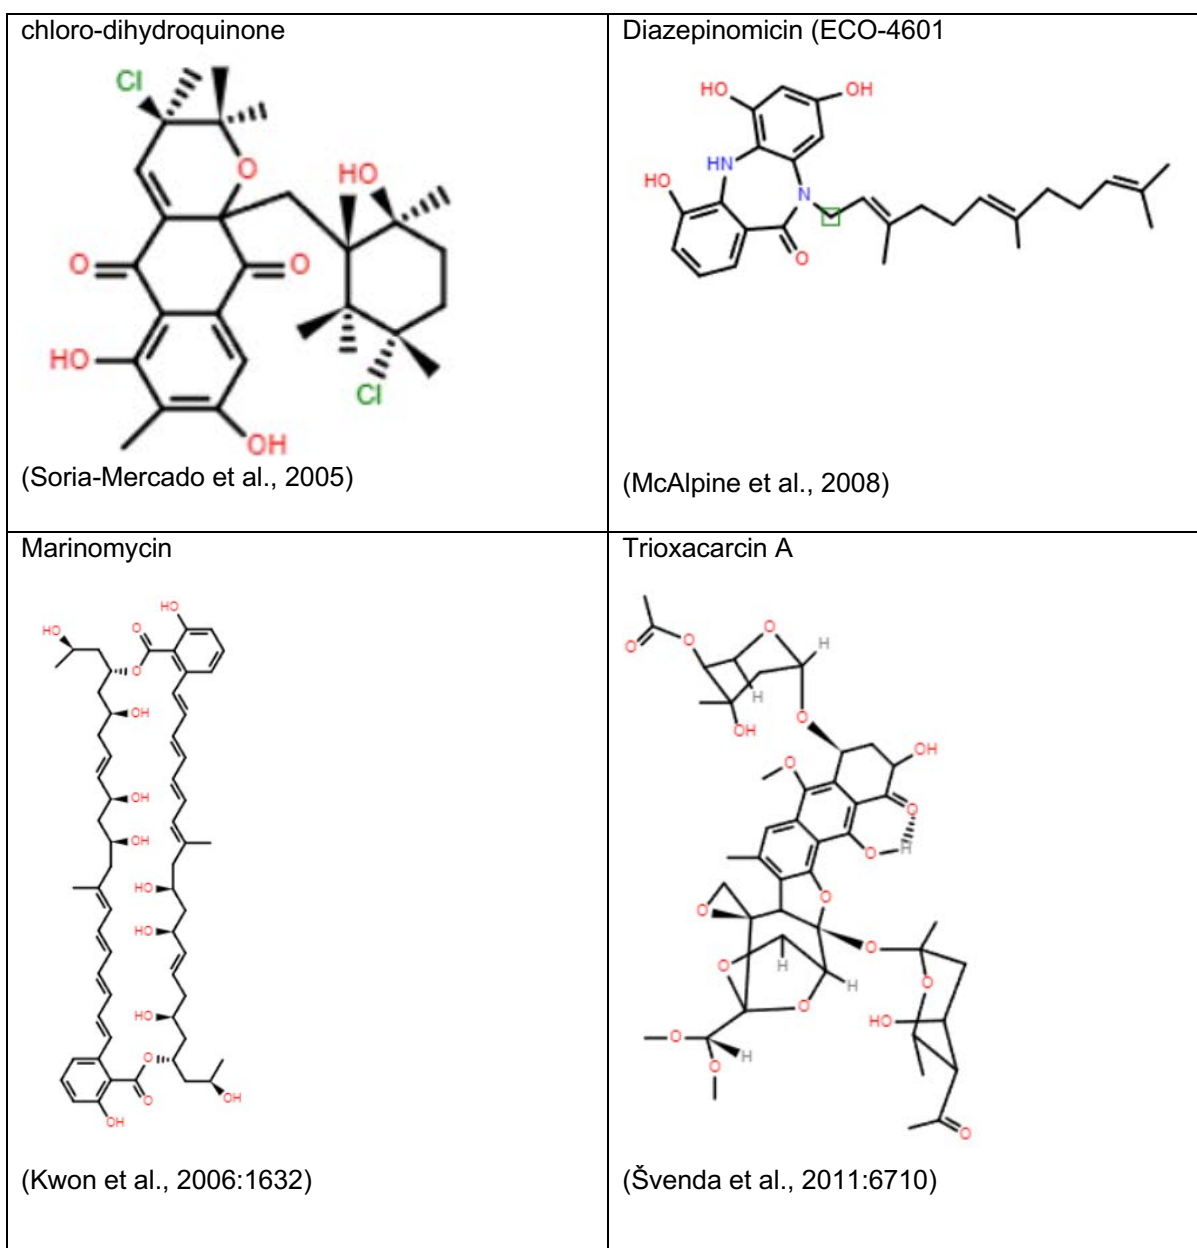 chloro-dihydroquinone
Cl
O
HO
O
O
HO
Cl
OH
(Soria-Mercado et al., 2005)
Diazepinomicin (ECO-4601
HO
OH
HN
HO
N
O
(McAlpine et al., 2008)
Marinomycin
HO
O
HO
O
OH
OH
OH
HO
HO
HO
O
O
OH
OH
(Kwon et al., 2006:1632)
Trioxacarcin A
O
O
O
H
H
O
OH
OH
O
O
O
H
O
O
O
O
H
O
H
O
HO
O
H
O
O
(Švenda et al., 2011:6710)